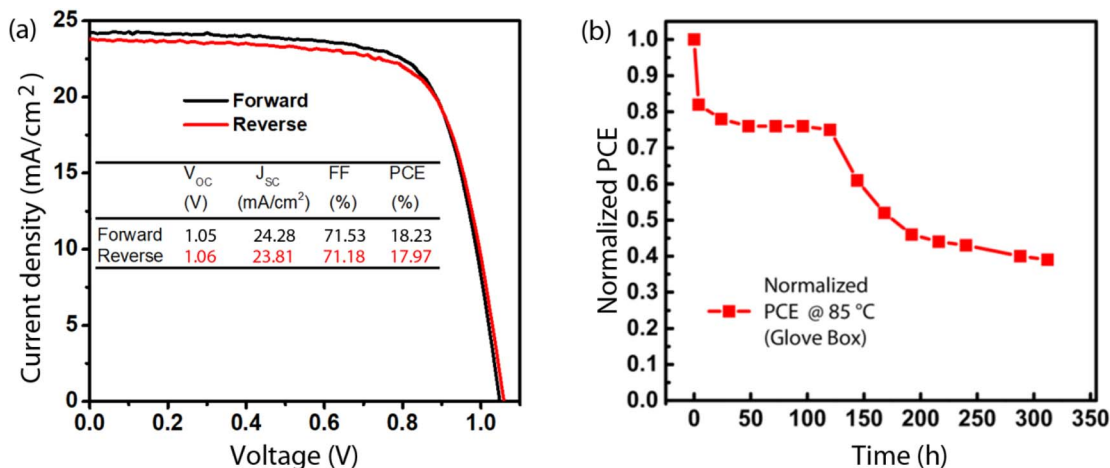 (a)
Current density (mA/cm²)
25
20
15
10
5
0
Forward
Reverse
V_OC J_SC FF PCE
(V) (mA/cm²) (%) (%)
Forward 1.05 24.28 71.53 18.23
Reverse 1.06 23.81 71.18 17.97
0.0 0.2 0.4 0.6 0.8 1.0
Voltage (V)
(b)
Normalized PCE
1.0
0.9
0.8
0.7
0.6
0.5
0.4
0.3
0.2
0.1
0.0
Normalized
PCE @ 85 °C
(Glove Box)
0 50 100 150 200 250 300 350
Time (h)